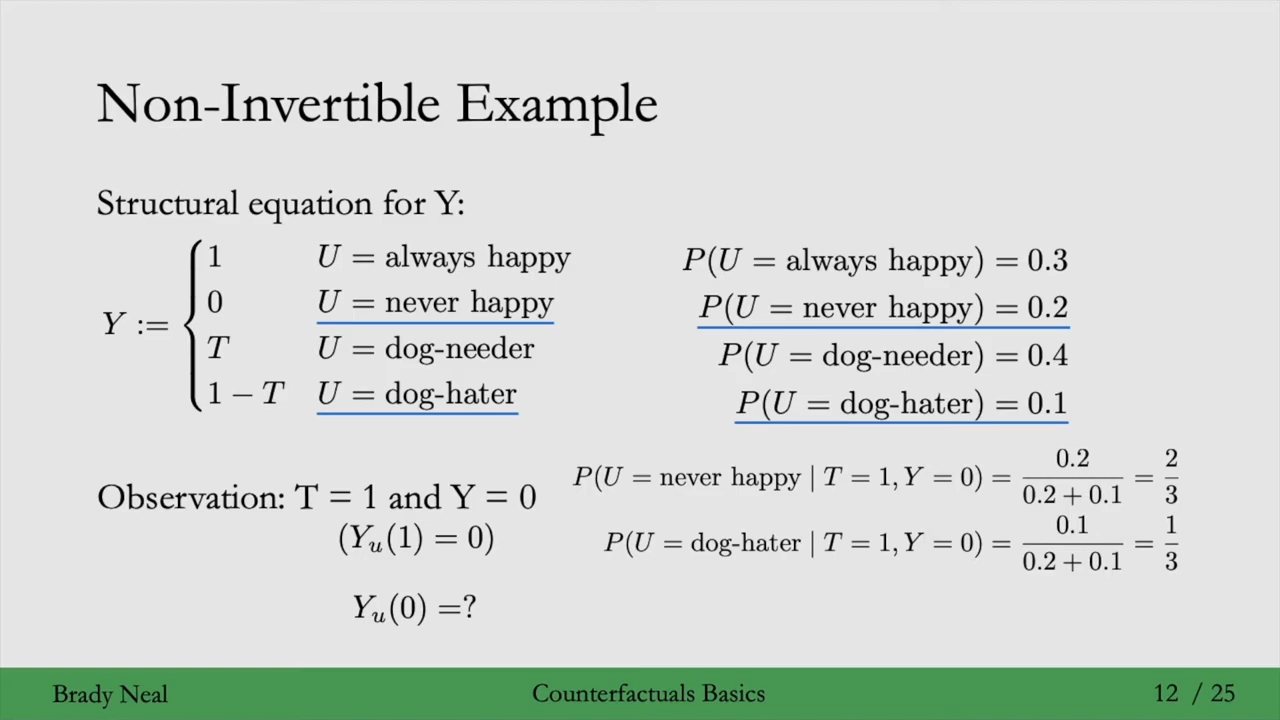 Non-Invertible Example
Structural equation for Y:
Y := { 1 U = always happy
0 U = never happy
T U = dog-needer
1 − T U = dog-hater
P(U = always happy) = 0.3
P(U = never happy) = 0.2
P(U = dog-needer) = 0.4
P(U = dog-hater) = 0.1
Observation: T = 1 and Y = 0
(Yᵤ(1) = 0)
Yᵤ(0) =?
P(U = never happy | T = 1, Y = 0) = 0.2 / (0.2 + 0.1) = 2/3
P(U = dog-hater | T = 1, Y = 0) = 0.1 / (0.2 + 0.1) = 1/3
Brady Neal Counterfactuals Basics 12 / 25